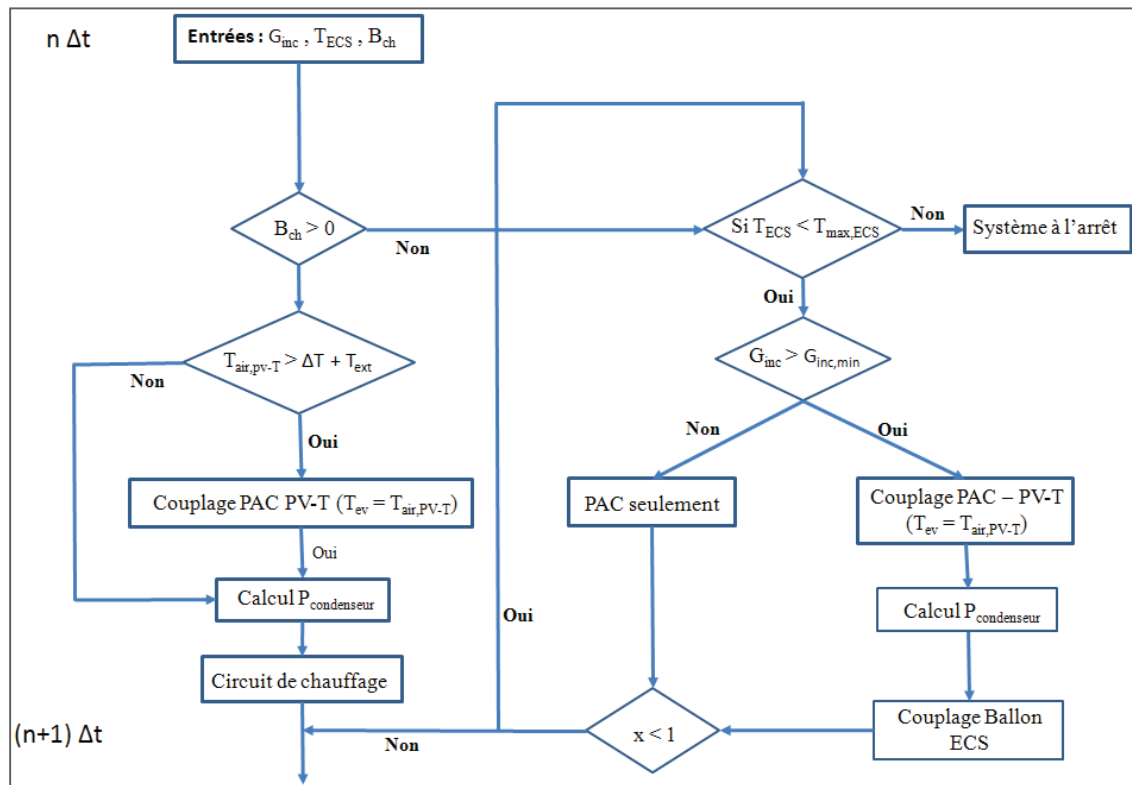 n Δt
Entrées : G_inc , T_ECS , B_ch
B_ch > 0
Non
Si T_ECS < T_max,ECS
Non
Système à l'arrêt
Oui
T_air,pv-T > ΔT + T_ext
Non
G_inc > G_inc,min
Oui
Non
Oui
Couplage PAC PV-T (T_ev = T_air,PV-T)
PAC seulement
Couplage PAC – PV-T
(T_ev = T_air,PV-T)
Oui
Calcul P_condenseur
Oui
Calcul P_condenseur
Circuit de chauffage
Couplage Ballon
ECS
x < 1
Non
(n+1) Δt